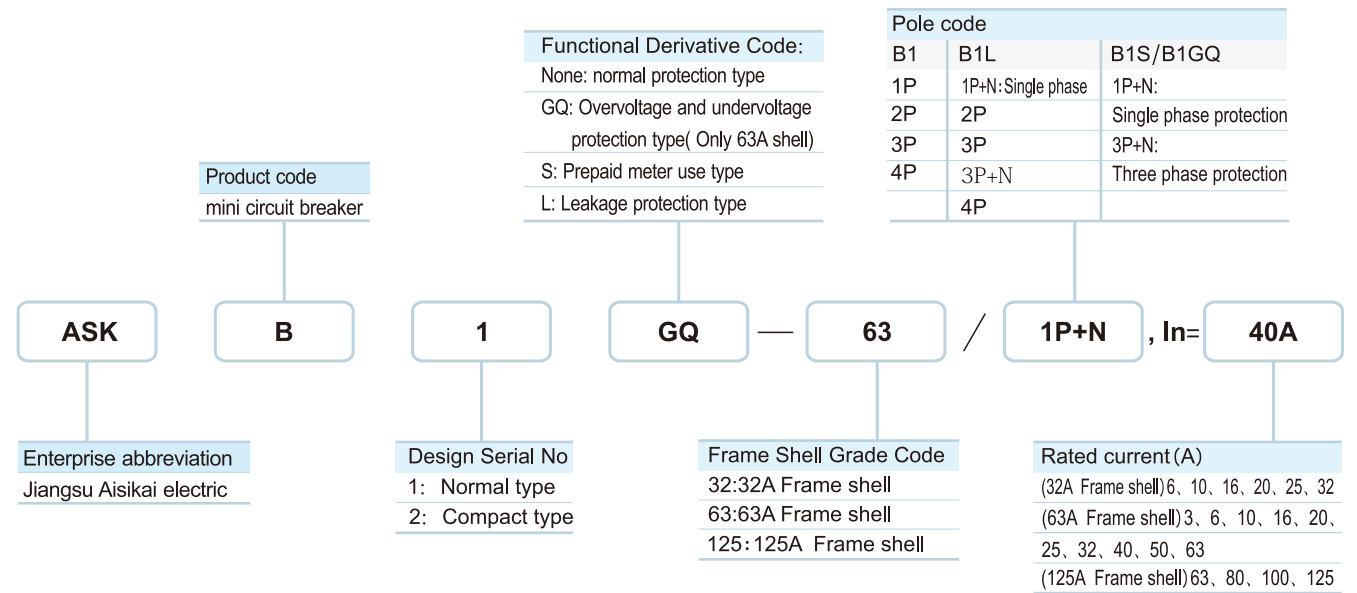 Pole code
B1 B1L B1S/B1GQ
1P 1P+N:Single phase 1P+N:
2P 2P Single phase protection
3P 3P 3P+N:
4P 3P+N Three phase protection
4P
Functional Derivative Code:
None: normal protection type
GQ: Overvoltage and undervoltage
protection type( Only 63A shell)
S: Prepaid meter use type
L: Leakage protection type
Product code
mini circuit breaker
ASK B 1 GQ — 63 / 1P+N , In= 40A
Enterprise abbreviation
Jiangsu Aisikai electric
Design Serial No
1: Normal type
2: Compact type
Frame Shell Grade Code
32:32A Frame shell
63:63A Frame shell
125:125A Frame shell
Rated current(A)
(32A Frame shell)6、10、16、20、25、32
(63A Frame shell)3、6、10、16、20、
25、32、40、50、63
(125A Frame shell)63、80、100、125